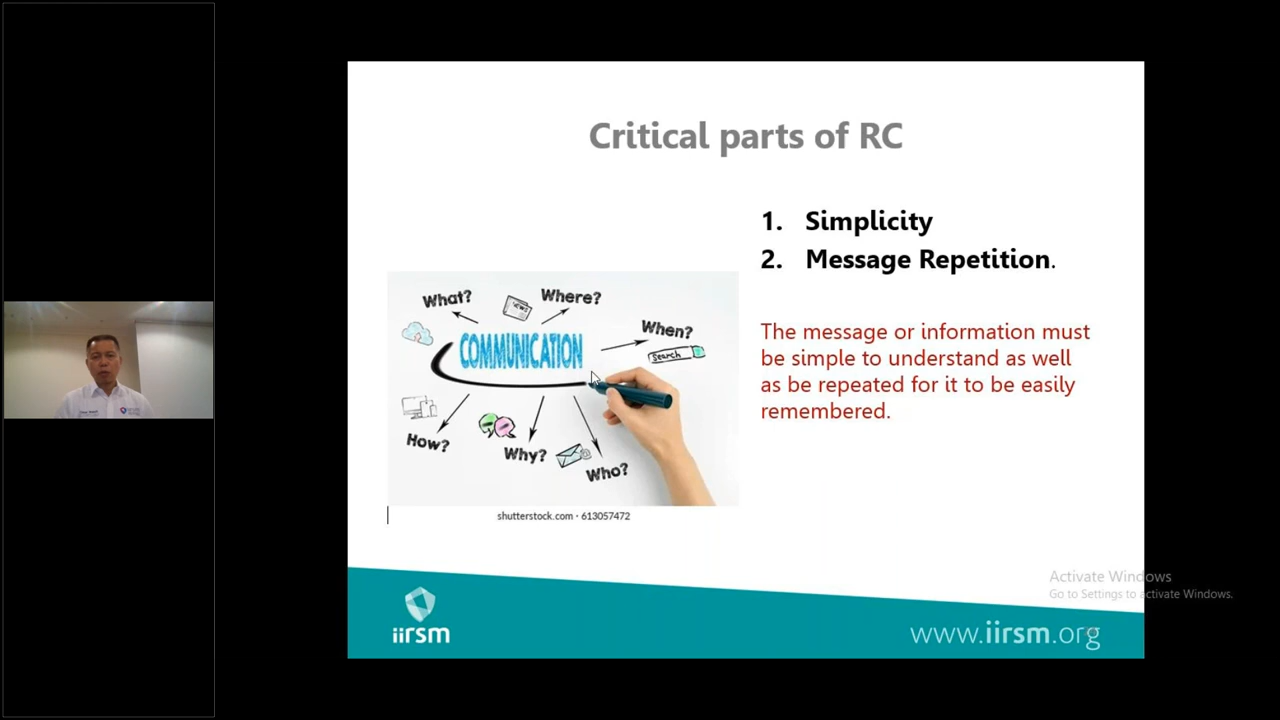 Critical parts of RC
1. Simplicity
2. Message Repetition.
The message or information must
be simple to understand as well
as be repeated for it to be easily
remembered.
What?
NEWS
Where?
When?
COMMUNICATION
Search
How?
Why?
Who?
shutterstock.com · 613057472
Activate Windows
Go to Settings to activate Windows.
iirsm
www.iirsm.org